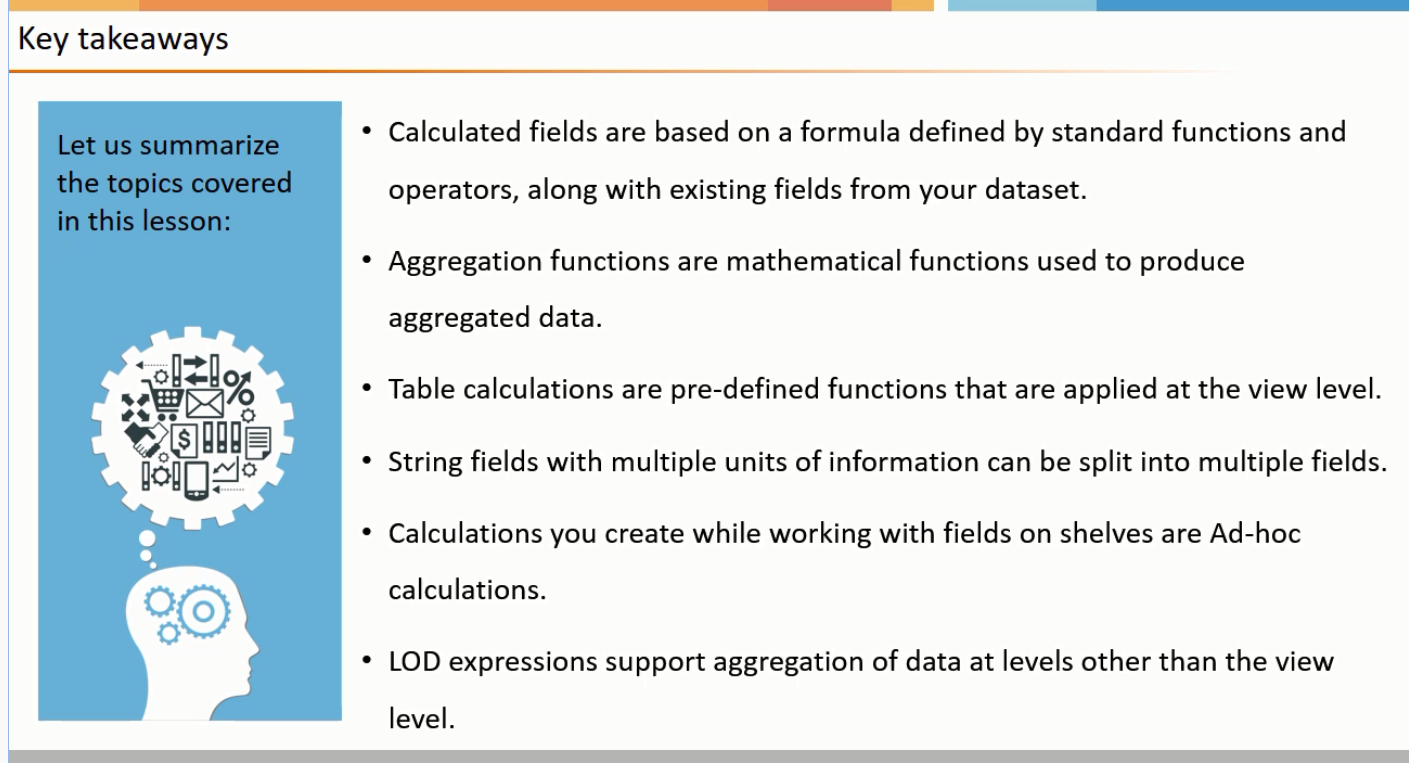 Key takeaways
Let us summarize
the topics covered
in this lesson:
• Calculated fields are based on a formula defined by standard functions and
operators, along with existing fields from your dataset.
• Aggregation functions are mathematical functions used to produce
aggregated data.
• Table calculations are pre-defined functions that are applied at the view level.
• String fields with multiple units of information can be split into multiple fields.
• Calculations you create while working with fields on shelves are Ad-hoc
calculations.
• LOD expressions support aggregation of data at levels other than the view
level.